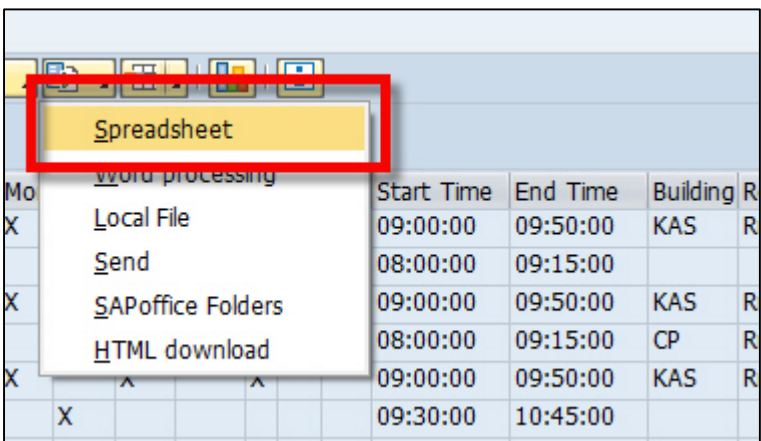 Spreadsheet
Word processing
Local File
Send
SAPoffice Folders
HTML download
Mo Start Time End Time Building R
X 09:00:00 09:50:00 KAS R
08:00:00 09:15:00
X 09:00:00 09:50:00 KAS R
08:00:00 09:15:00 CP R
X X X 09:00:00 09:50:00 KAS R
X 09:30:00 10:45:00